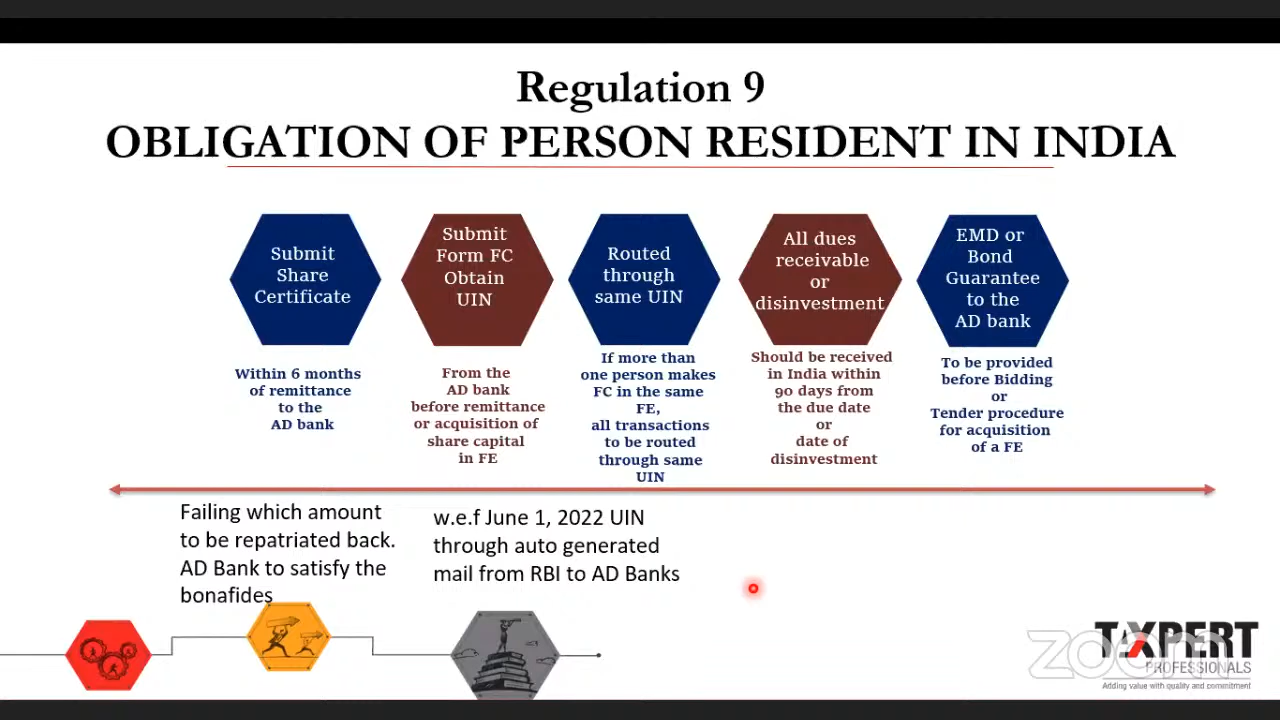 Regulation 9
OBLIGATION OF PERSON RESIDENT IN INDIA
Submit
Share
Certificate
Within 6 months
of remittance
to the
AD bank
Submit
Form FC
Obtain
UIN
From the
AD bank
before remittance
or acquisition of
share capital
in FE
Routed
through
same UIN
If more than
one person makes
FC in the same
FE,
all transactions
to be routed
through same
UIN
All dues
receivable
or
disinvestment
Should be received
in India within
90 days from
the due date
or
date of
disinvestment
EMD or
Bond
Guarantee
to the
AD bank
To be provided
before Bidding
or
Tender procedure
for acquisition
of a FE
Failing which amount
to be repatriated back.
AD Bank to satisfy the
bonafides
w.e.f June 1, 2022 UIN
through auto generated
mail from RBI to AD Banks
TAXPERT
PROFESSIONALS
Adding value with quality and commitment
zoom